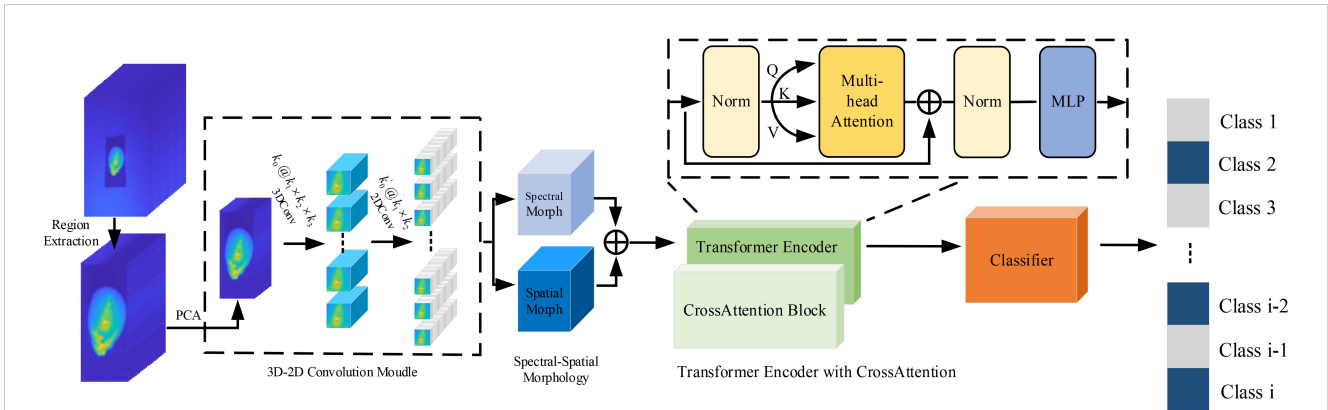 Region
Extraction
PCA
k₀@k₁×k₂×k₃
3DConv
k₀'@k₁'×k₂'
2DConv
3D-2D Convolution Moudle
Spectral
Morph
Spatial
Morph
Spectral-Spatial
Morphology
Norm
Q
K
V
Multi-
head
Attention
Norm
MLP
Transformer Encoder
CrossAttention Block
Transformer Encoder with CrossAttention
Classifier
Class 1
Class 2
Class 3
Class i-2
Class i-1
Class i